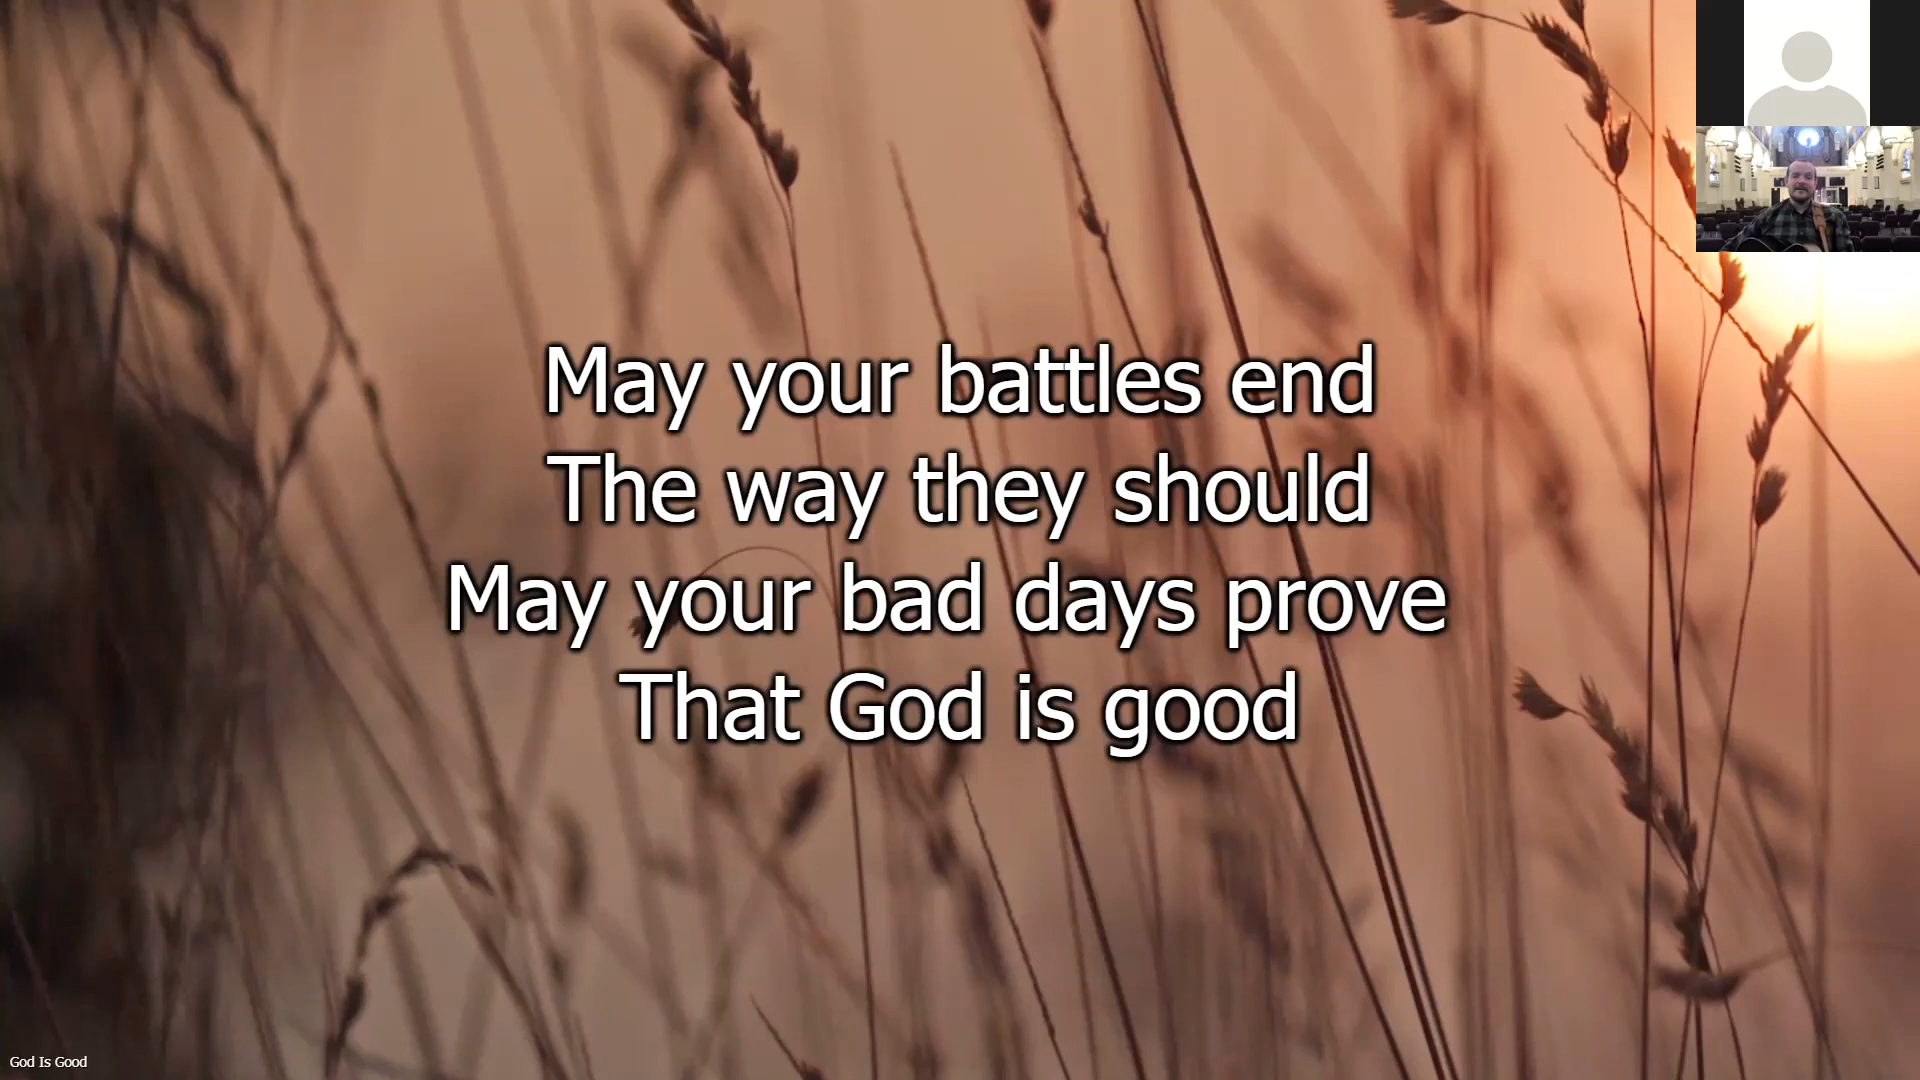 May your battles end
The way they should
May your bad days prove
That God is good
God Is Good